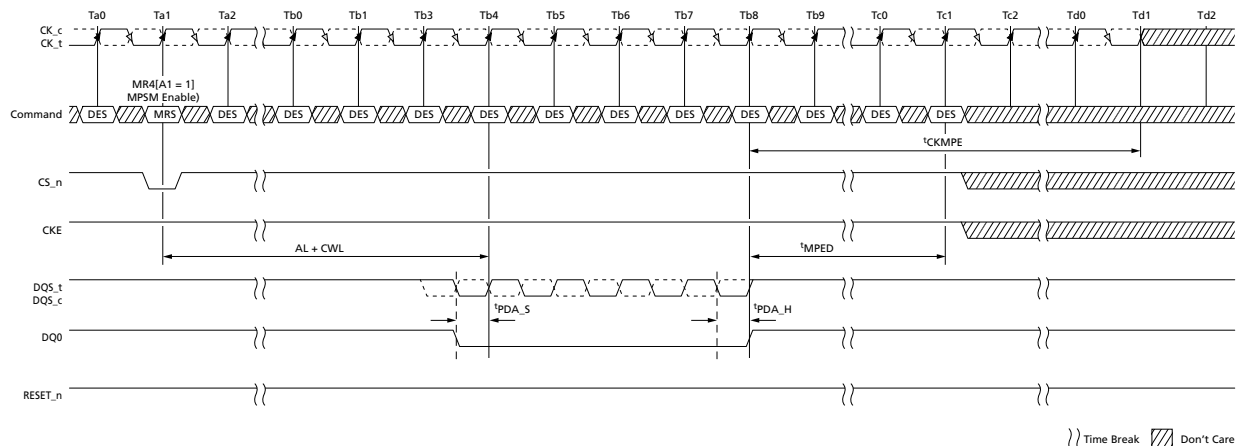 Ta0 Ta1 Ta2 Tb0 Tb1 Tb3 Tb4 Tb5 Tb6 Tb7 Tb8 Tb9 Tc0 Tc1 Tc2 Td0 Td1 Td2
CK_c
CK_t
MR4[A1 = 1]
MPSM Enable)
Command DES MRS DES DES DES DES DES DES DES DES DES DES DES DES
tCKMPE
CS_n
CKE
AL + CWL tMPED
DQS_t
DQS_c
tPDA_S tPDA_H
DQ0
RESET_n
Time Break Don't Care